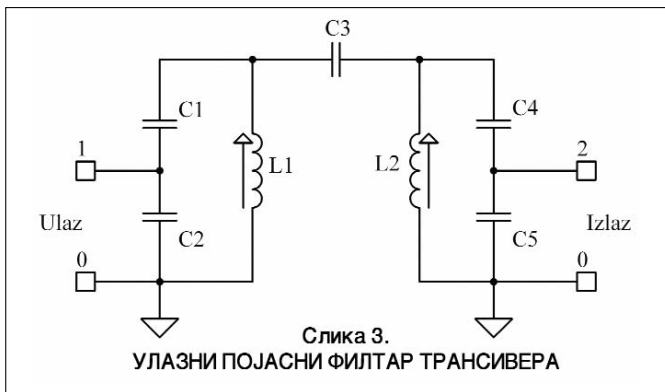 C3
C1
C4
1
2
L1
L2
Ulaz
C2
C5
Izlaz
0
0
Слика 3.
УЛАЗНИ ПОЈАСНИ ФИЛТАР ТРАНСИВЕРА